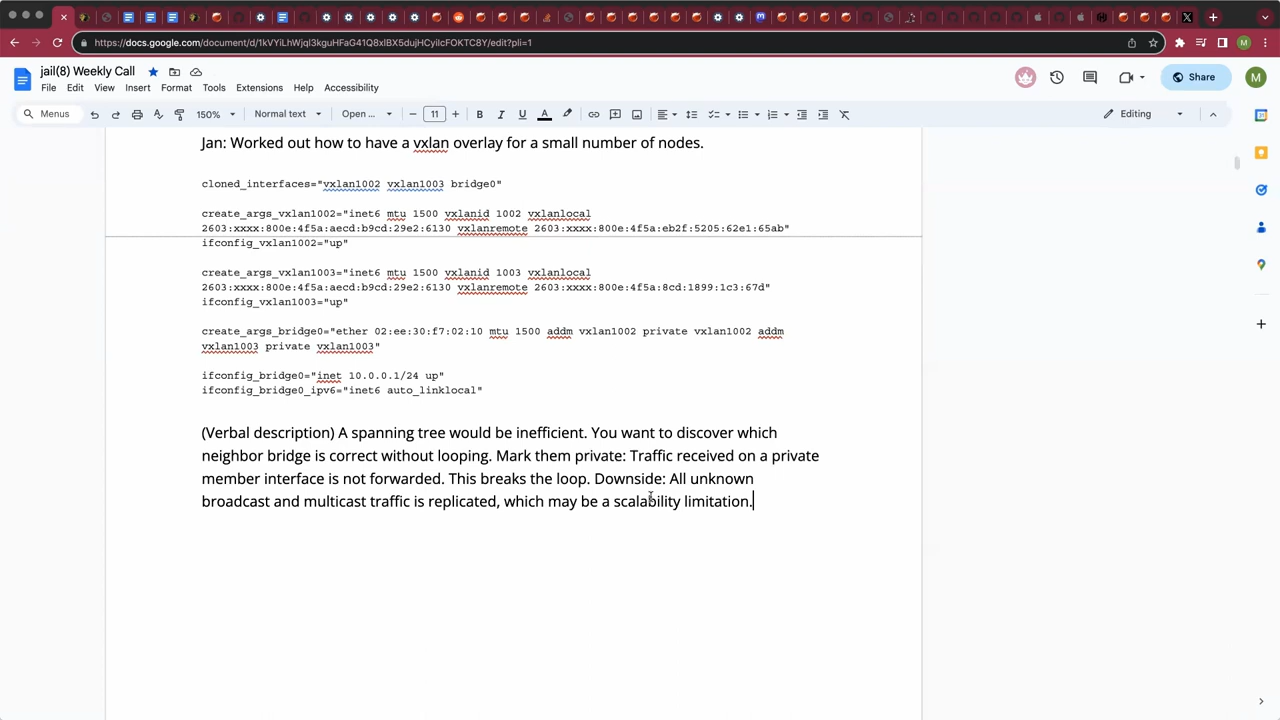 https://docs.google.com/document/d/1kVYiLhWjql3kguHFaG41Q8xlBX5dujHCyilcFOKTC8Y/edit?pli=1
M
jail(8) Weekly Call
File Edit View Insert Format Tools Extensions Help Accessibility
Share
M
Menus
150%
Normal text
Open ...
11
Editing
Jan: Worked out how to have a vxlan overlay for a small number of nodes.
cloned_interfaces="vxlan1002 vxlan1003 bridge0"
create_args_vxlan1002="inet6 mtu 1500 vxlanid 1002 vxlanlocal
2603:xxxx:800e:4f5a:aecd:b9cd:29e2:6130 vxlanremote 2603:xxxx:800e:4f5a:eb2f:5205:62e1:65ab"
ifconfig_vxlan1002="up"
create_args_vxlan1003="inet6 mtu 1500 vxlanid 1003 vxlanlocal
2603:xxxx:800e:4f5a:aecd:b9cd:29e2:6130 vxlanremote 2603:xxxx:800e:4f5a:8cd:1899:1c3:67d"
ifconfig_vxlan1003="up"
create_args_bridge0="ether 02:ee:30:f7:02:10 mtu 1500 addm vxlan1002 private vxlan1002 addm
vxlan1003 private vxlan1003"
ifconfig_bridge0="inet 10.0.0.1/24 up"
ifconfig_bridge0_ipv6="inet6 auto_linklocal"
(Verbal description) A spanning tree would be inefficient. You want to discover which
neighbor bridge is correct without looping. Mark them private: Traffic received on a private
member interface is not forwarded. This breaks the loop. Downside: All unknown
broadcast and multicast traffic is replicated, which may be a scalability limitation.